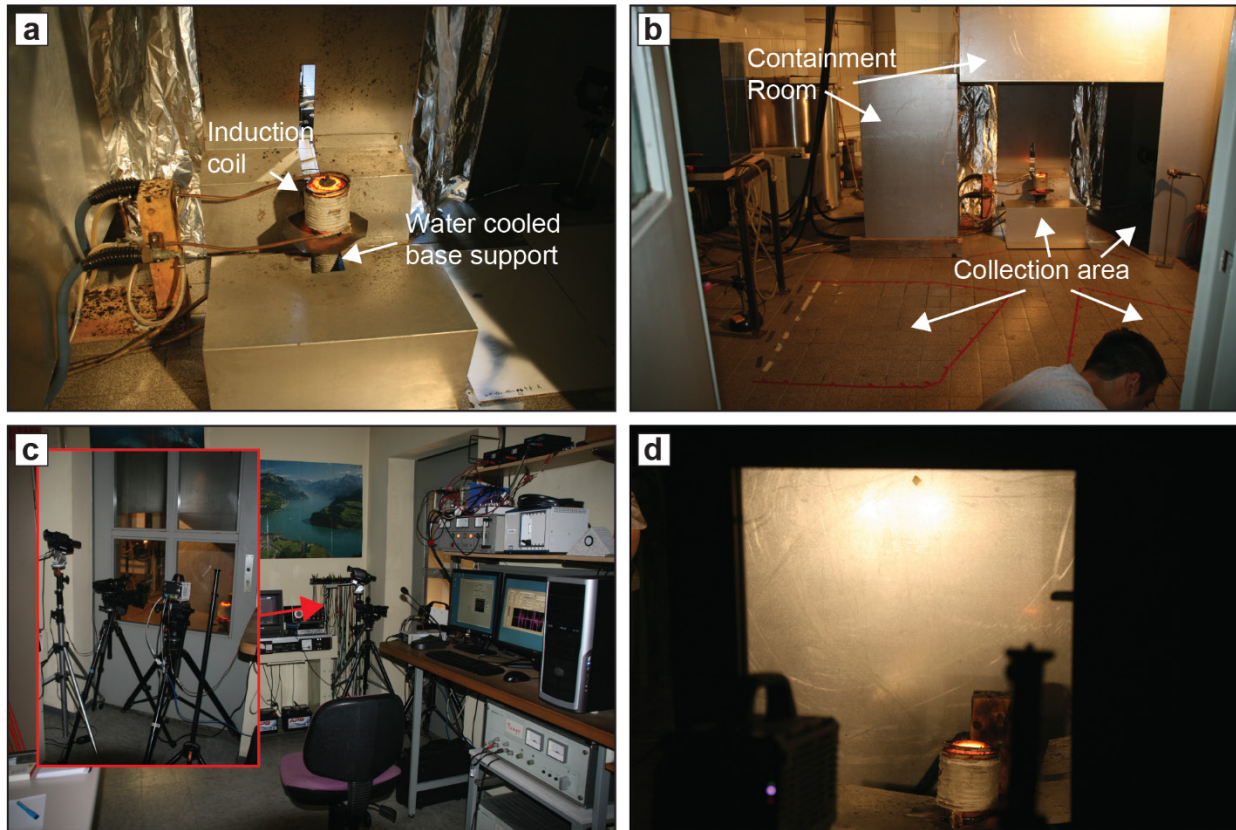 a
Induction
coil
Water cooled
base support
b
Containment
Room
Collection area
c
d